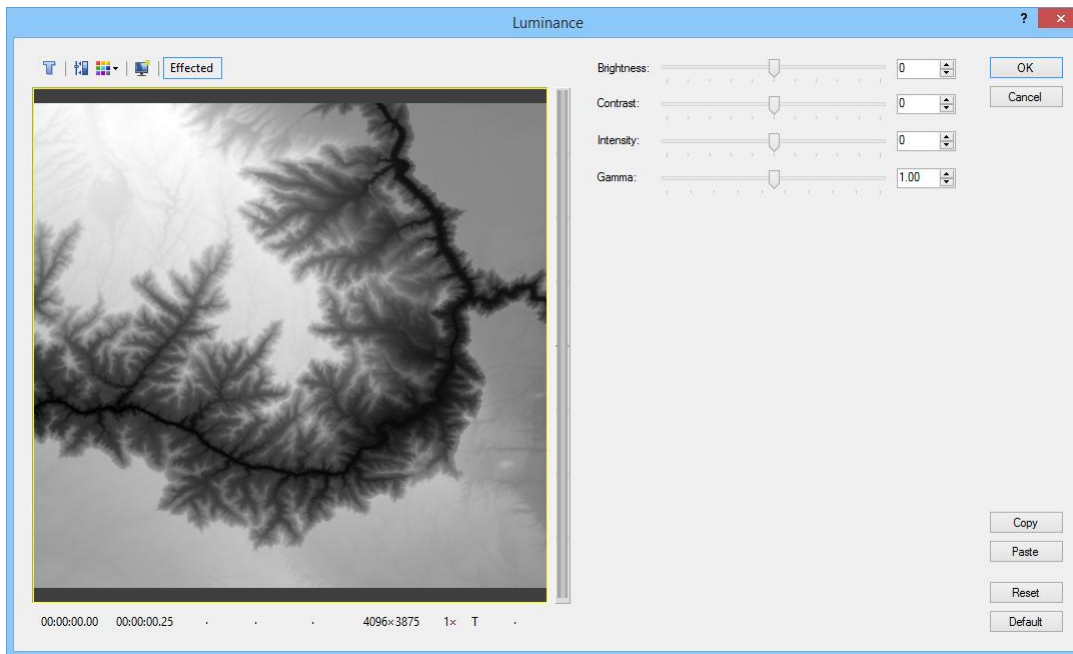 Luminance
?
Effected
Brightness: 0
Contrast: 0
Intensity: 0
Gamma: 1.00
OK
Cancel
Copy
Paste
Reset
Default
00:00:00.00 00:00:00.25 . . . 4096×3875 1× T .